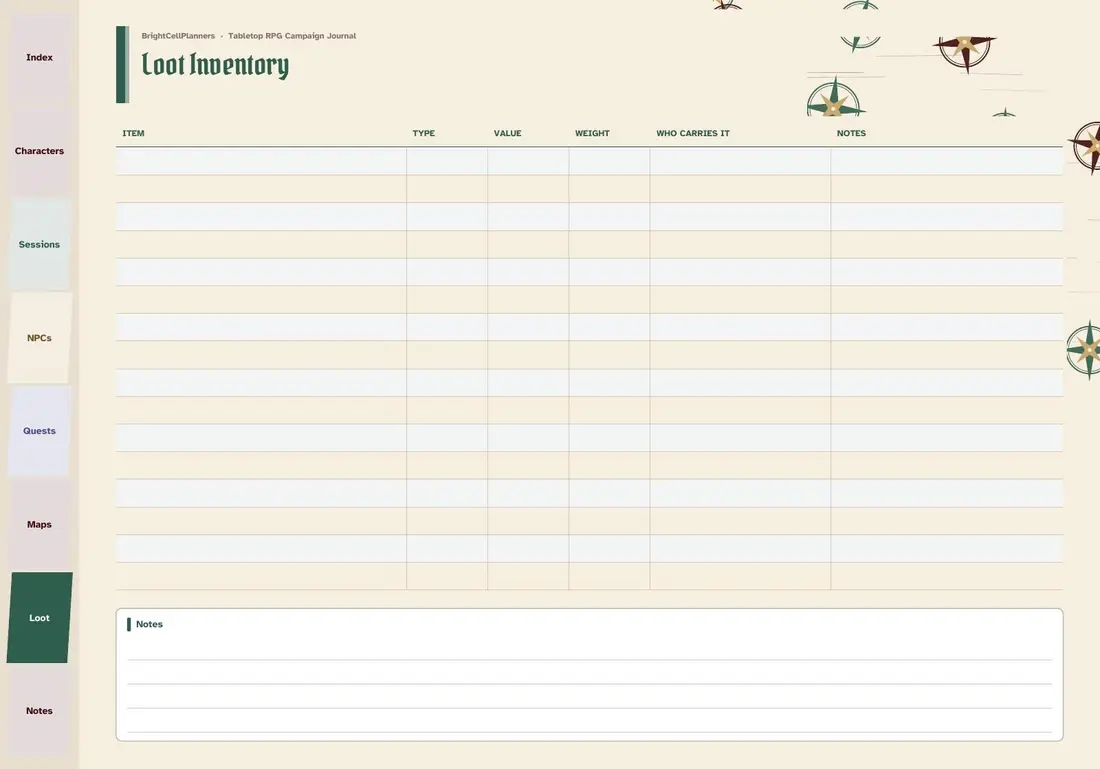 Index
Characters
Sessions
NPCs
Quests
Maps
Loot
Notes
BrightCellPlanners · Tabletop RPG Campaign Journal
Loot Inventory
ITEM TYPE VALUE WEIGHT WHO CARRIES IT NOTES
Notes